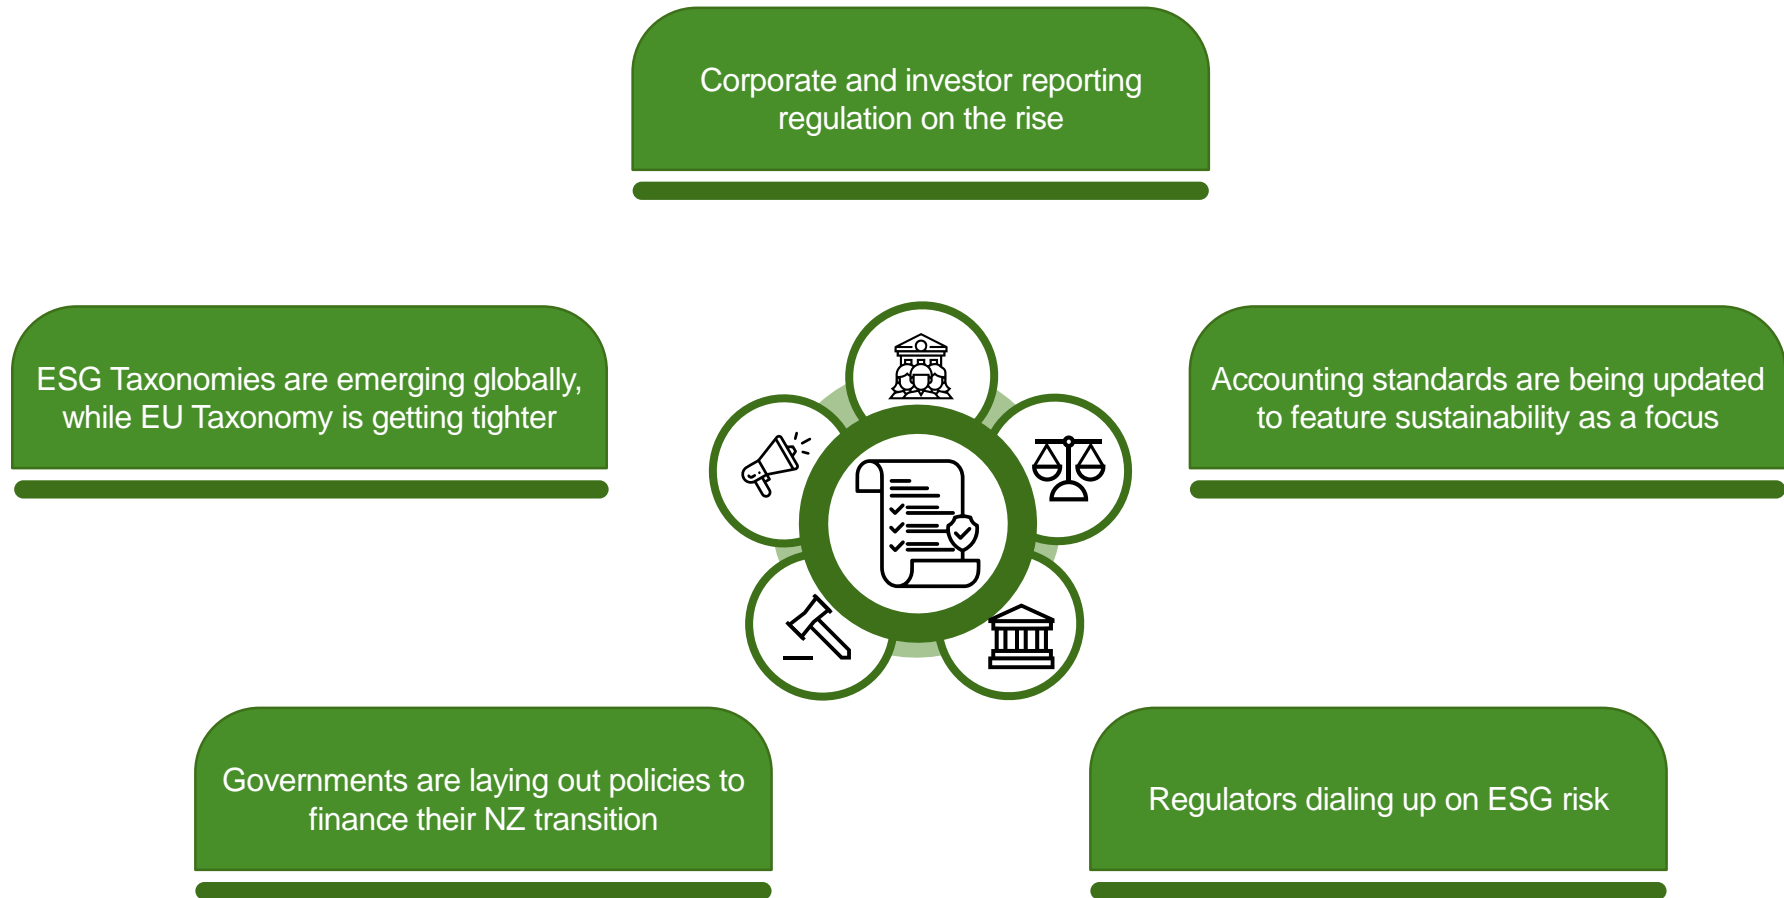 Corporate and investor reporting
regulation on the rise
ESG Taxonomies are emerging globally,
while EU Taxonomy is getting tighter
Accounting standards are being updated
to feature sustainability as a focus
Governments are laying out policies to
finance their NZ transition
Regulators dialing up on ESG risk